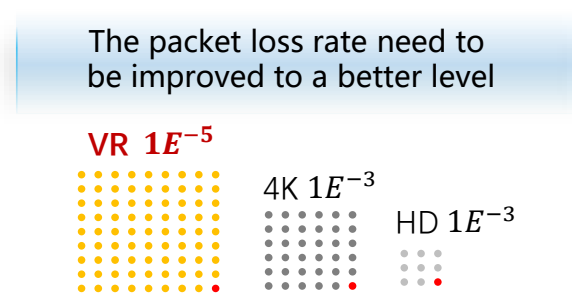 The packet loss rate need to
be improved to a better level
VR 1E⁻⁵
4K 1E⁻³
HD 1E⁻³